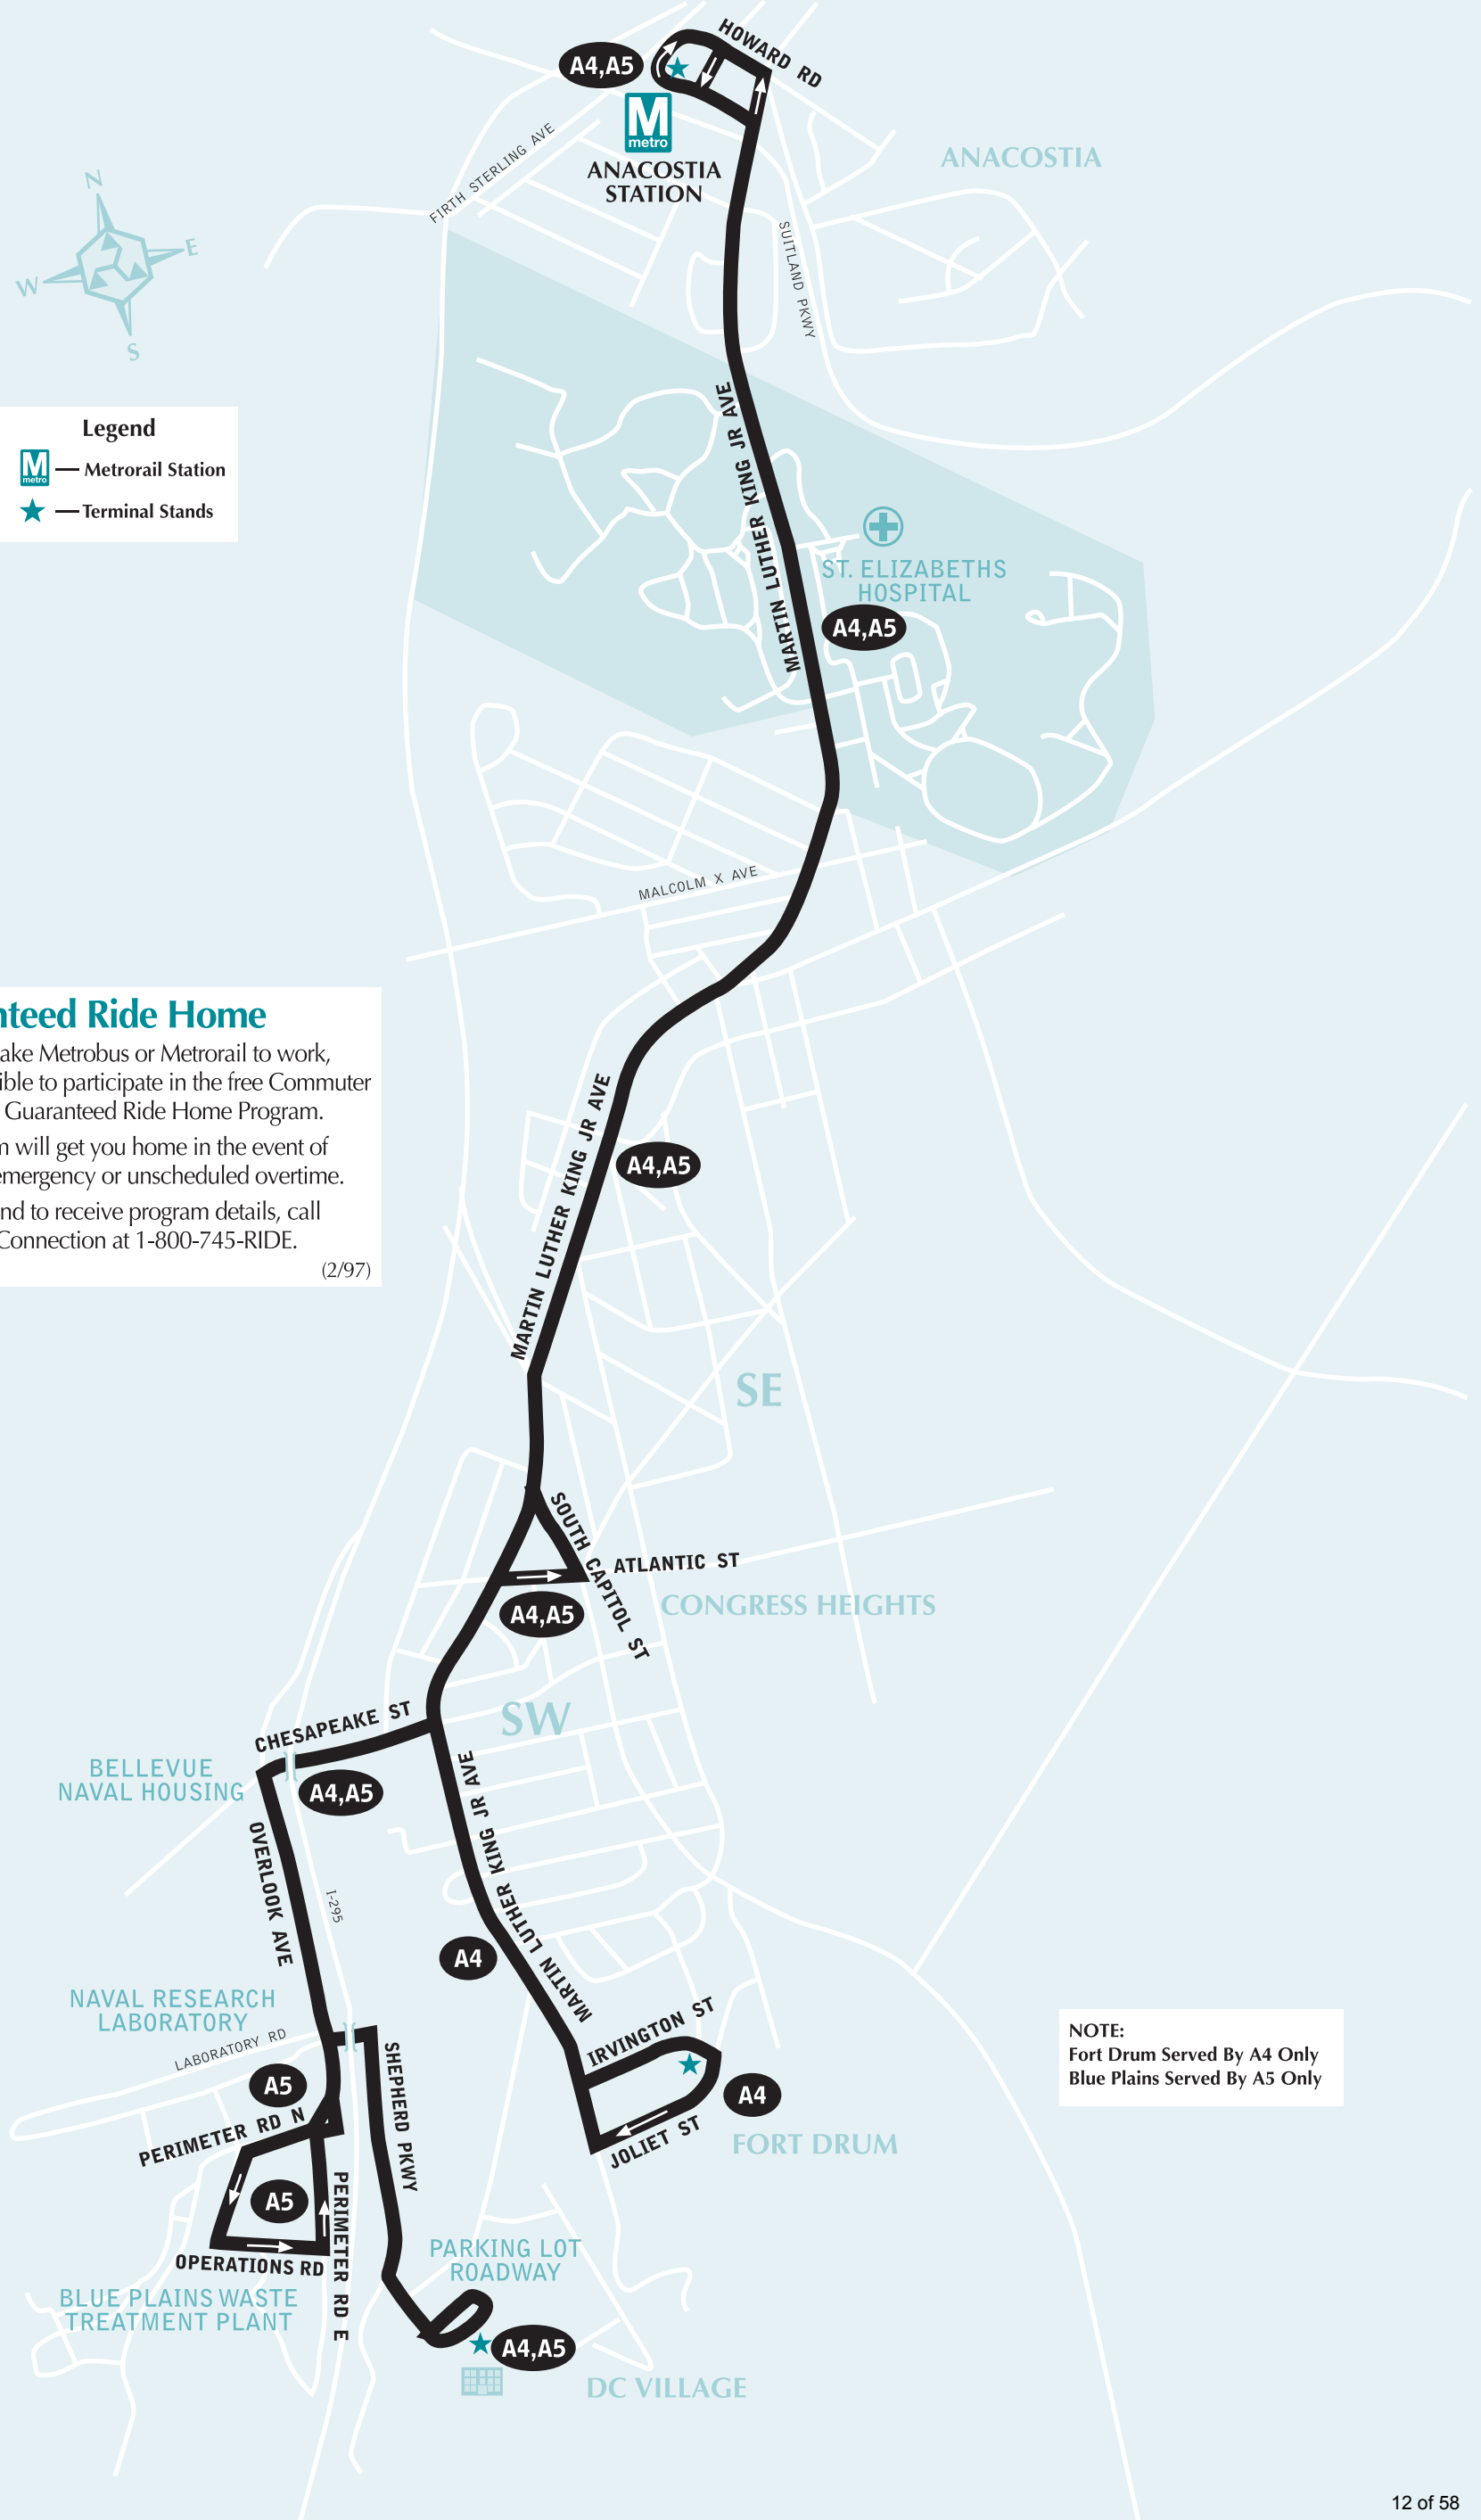 HOWARD RD
A4,A5
M
metro
ANACOSTIA
STATION
ANACOSTIA
FIRTH STERLING AVE
SUITLAND PKWY
N
E
W
S
MARTIN LUTHER KING JR AVE
Legend
M
metro
Metrorail Station
Terminal Stands
ST. ELIZABETHS
HOSPITAL
A4,A5
MALCOLM X AVE
nteed Ride Home
ake Metrobus or Metrorail to work,
ible to participate in the free Commuter
Guaranteed Ride Home Program.
m will get you home in the event of
emergency or unscheduled overtime.
nd to receive program details, call
Connection at 1-800-745-RIDE.
(2/97)
MARTIN LUTHER KING JR AVE
A4,A5
SE
SOUTH CAPITOL ST
ATLANTIC ST
A4,A5
CONGRESS HEIGHTS
SW
CHESAPEAKE ST
BELLEVUE
NAVAL HOUSING
A4,A5
OVERLOOK AVE
I-295
MARTIN LUTHER KING JR AVE
A4
NAVAL RESEARCH
LABORATORY
LABORATORY RD
IRVINGTON ST
NOTE:
Fort Drum Served By A4 Only
Blue Plains Served By A5 Only
SHEPHERD PKWY
A5
A4
PERIMETER RD N
JOLIET ST
FORT DRUM
A5
PERIMETER RD E
OPERATIONS RD
PARKING LOT
ROADWAY
BLUE PLAINS WASTE
TREATMENT PLANT
A4,A5
DC VILLAGE
12 of 58